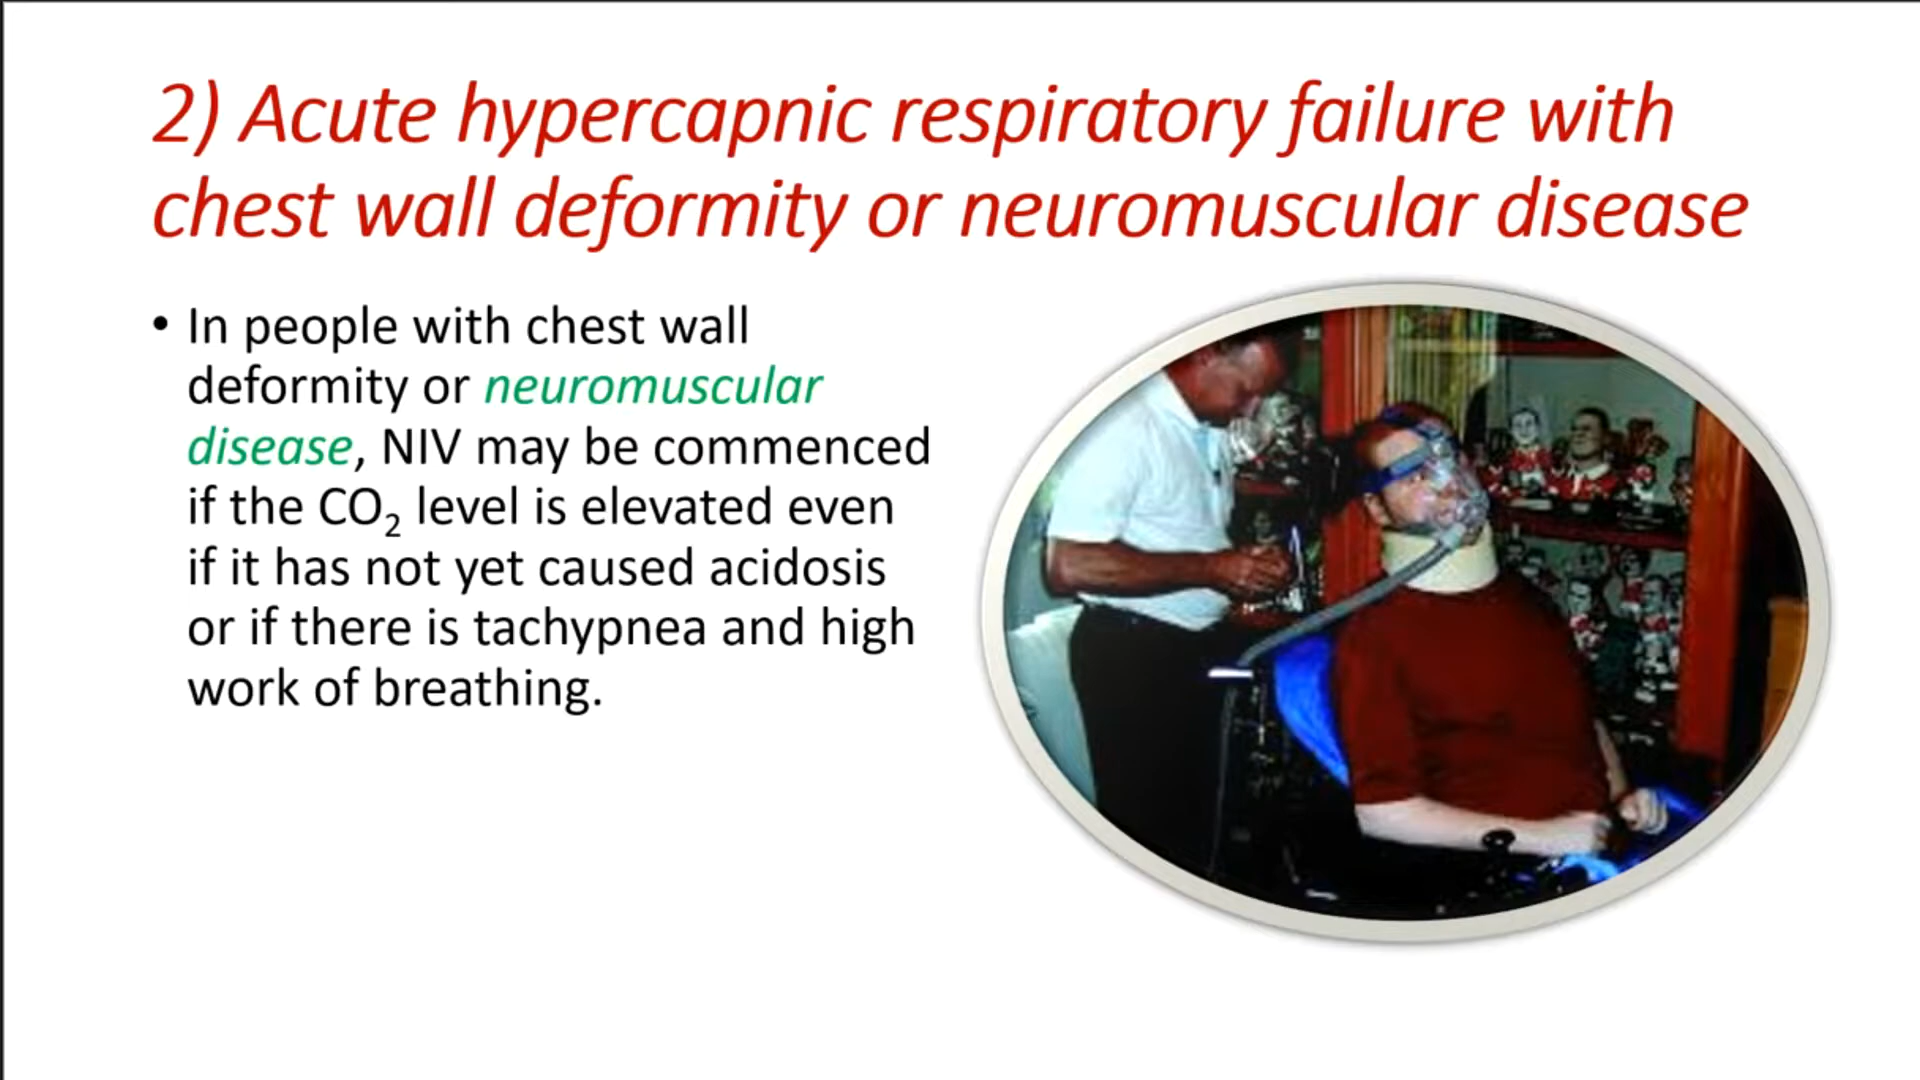 2) Acute hypercapnic respiratory failure with
chest wall deformity or neuromuscular disease
• In people with chest wall
deformity or neuromuscular
disease, NIV may be commenced
if the CO₂ level is elevated even
if it has not yet caused acidosis
or if there is tachypnea and high
work of breathing.